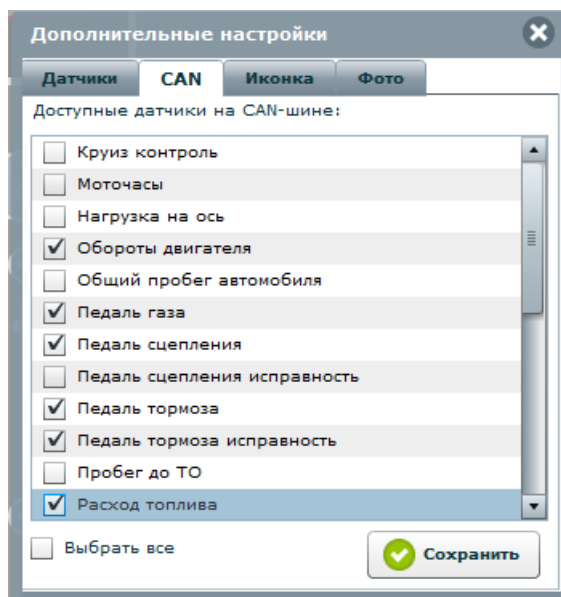 Дополнительные настройки
Датчики CAN Иконка Фото
Доступные датчики на CAN-шине:
Круиз контроль
Моточасы
Нагрузка на ось
Обороты двигателя
Общий пробег автомобиля
Педаль газа
Педаль сцепления
Педаль сцепления исправность
Педаль тормоза
Педаль тормоза исправность
Пробег до ТО
Расход топлива
Выбрать все
Сохранить